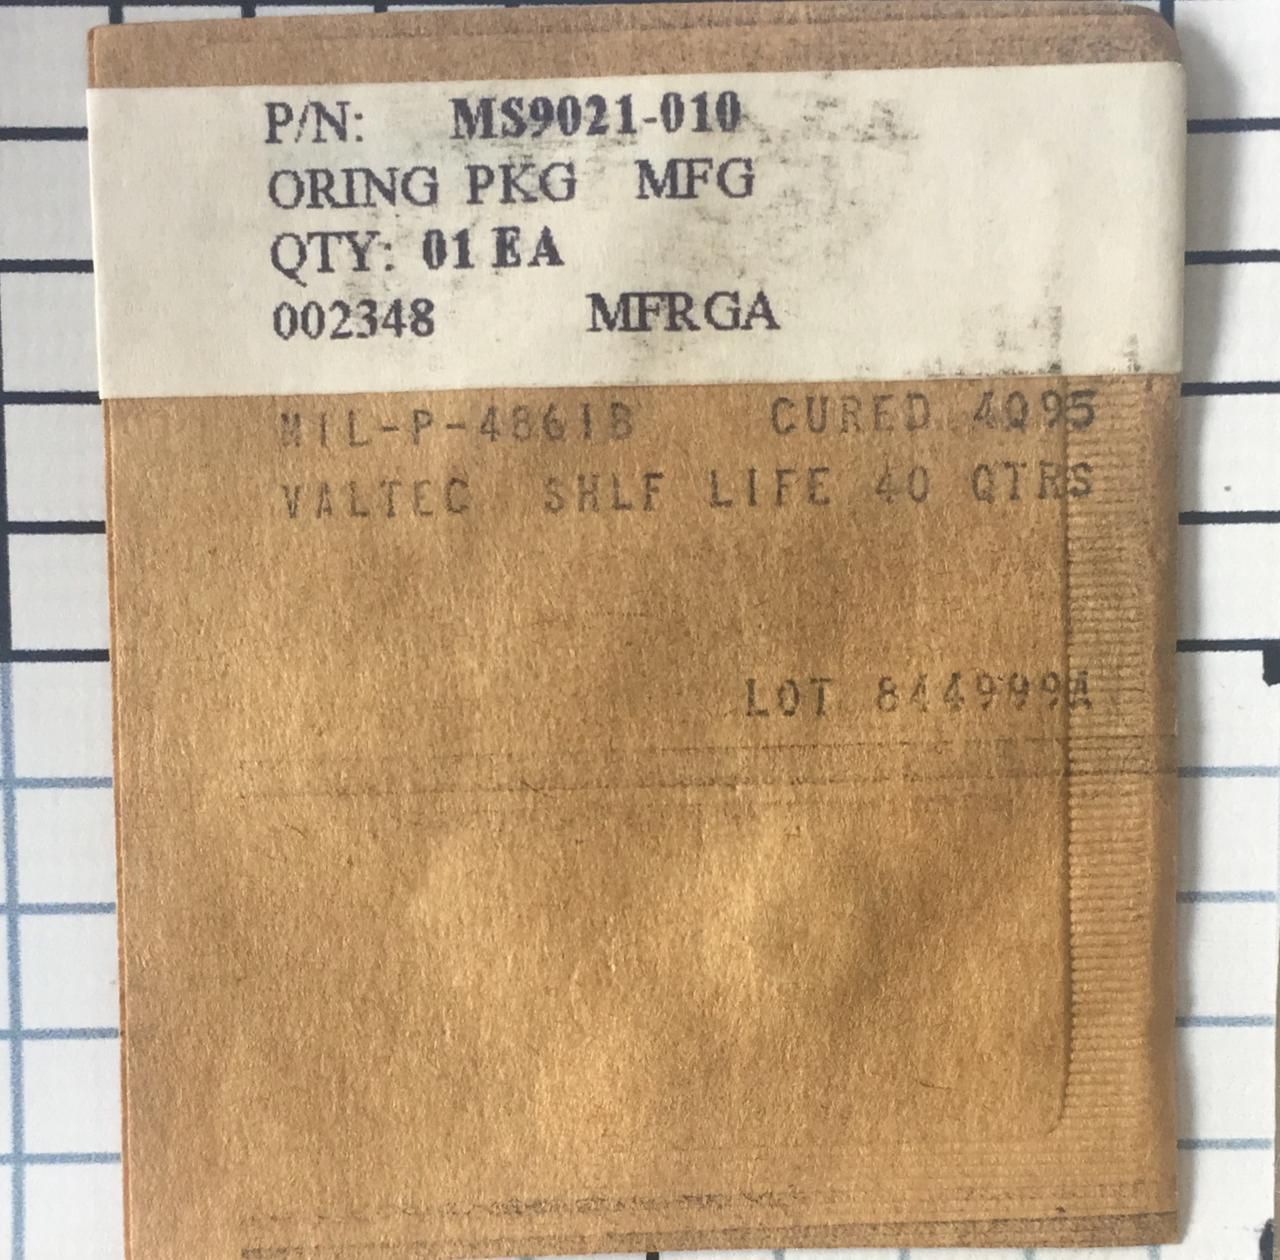 P/N: MS9021-010
ORING PKG MFG
QTY: 01 EA
002348 MFRGA
MIL-P-4861B CURED 4Q95
VALTEC SHLF LIFE 40 QTRS
LOT 844999A